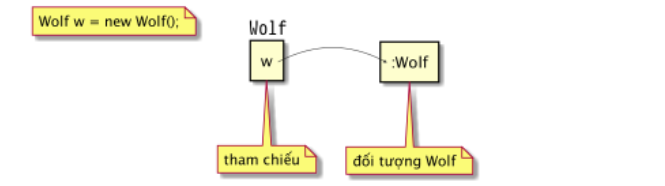 Wolf w = new Wolf();
Wolf
w
:Wolf
tham chiếu
đối tượng Wolf